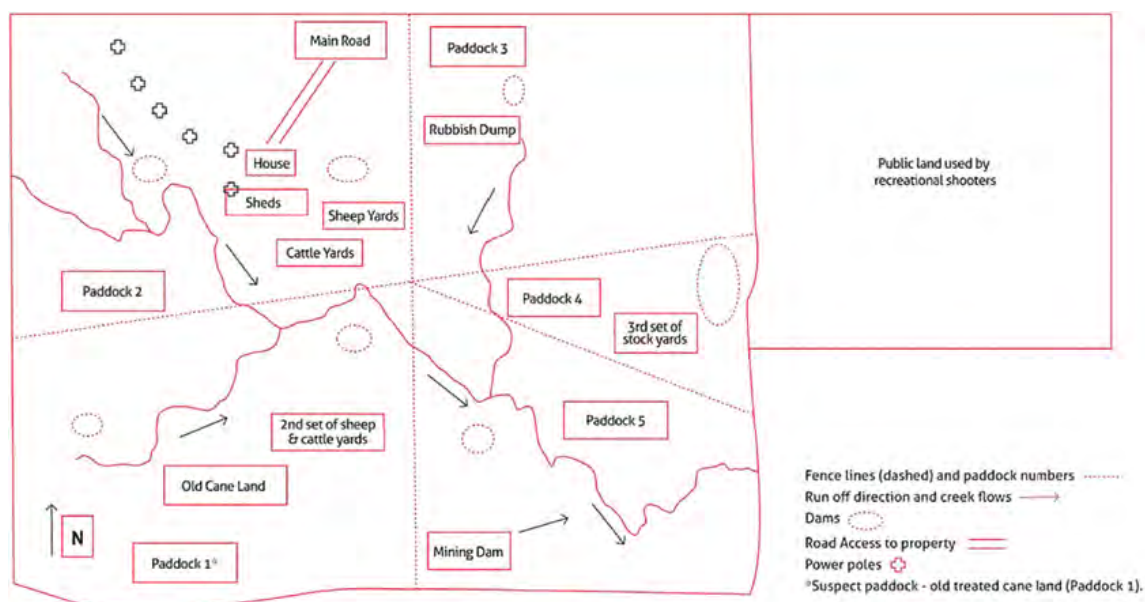 Main Road
Paddock 3
Rubbish Dump
House
Public land used by
recreational shooters
Sheds
Sheep Yards
Cattle Yards
Paddock 2
Paddock 4
3rd set of
stock yards
2nd set of sheep
& cattle yards
Paddock 5
Old Cane Land
N
Mining Dam
Paddock 1*
Fence lines (dashed) and paddock numbers
Run off direction and creek flows
Dams
Road Access to property
Power poles
*Suspect paddock - old treated cane land (Paddock 1).